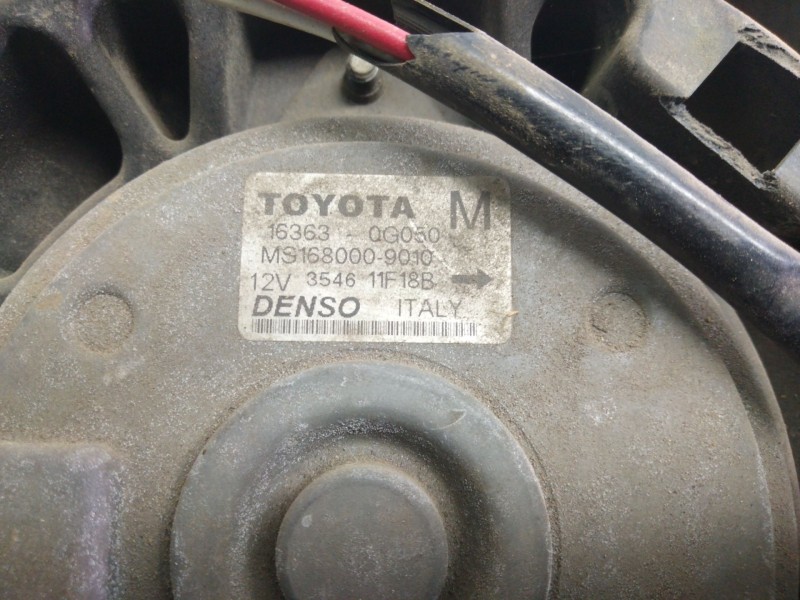 TOYOTA M
16363 - 0G050
MS168000-9010
12V 3546 11F18B →
DENSO ITALY